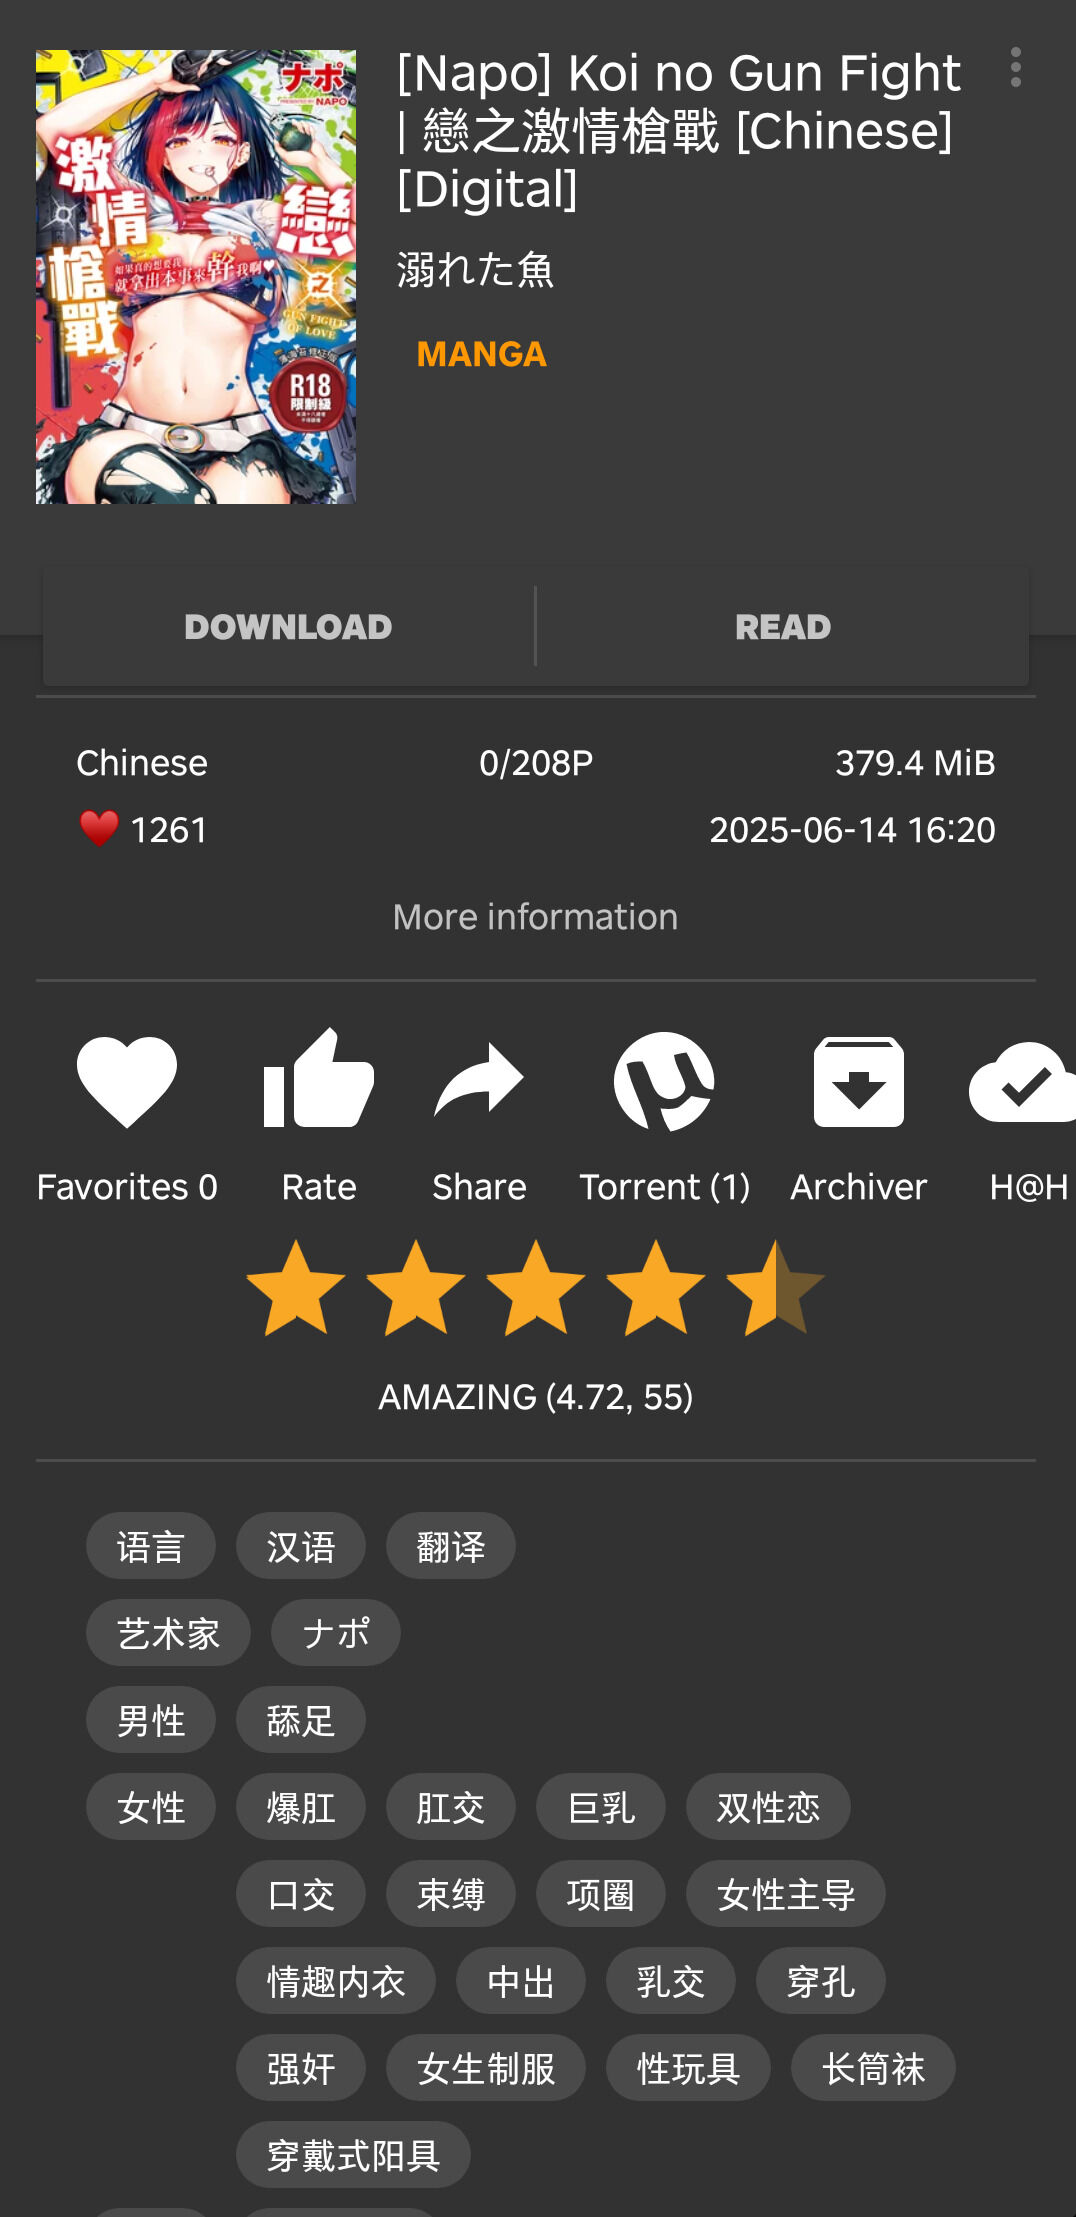 [Napo] Koi no Gun Fight
| 戀之激情槍戰 [Chinese]
[Digital]
溺れた魚
MANGA
ナポ
PRESENTED BY NAPO
激情槍戰
戀之
如果真的想要我
就拿出本事來幹我啊♥
GUN FIGHT
OF LOVE
R18
限制級
DOWNLOAD
READ
Chinese
0/208P
379.4 MiB
♥ 1261
2025-06-14 16:20
More information
Favorites 0
Rate
Share
Torrent (1)
Archiver
H@H
AMAZING (4.72, 55)
语言 汉语 翻译
艺术家 ナポ
男性 舔足
女性 爆肛 肛交 巨乳 双性恋
口交 束缚 项圈 女性主导
情趣内衣 中出 乳交 穿孔
强奸 女生制服 性玩具 长筒袜
穿戴式阳具